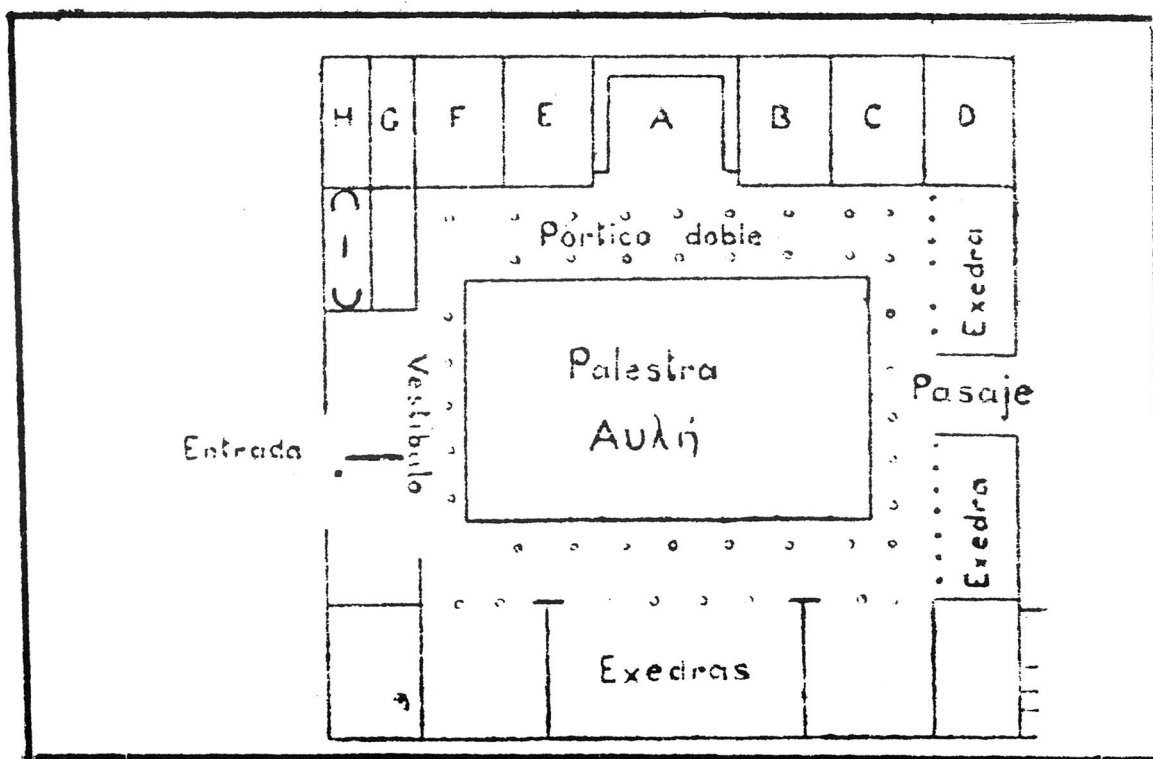 H G F E A B C D
I
Pórtico doble
Exedra
Palestra
Αυλή
Vestíbulo
Pasaje
Entrada
Exedra
Exedras